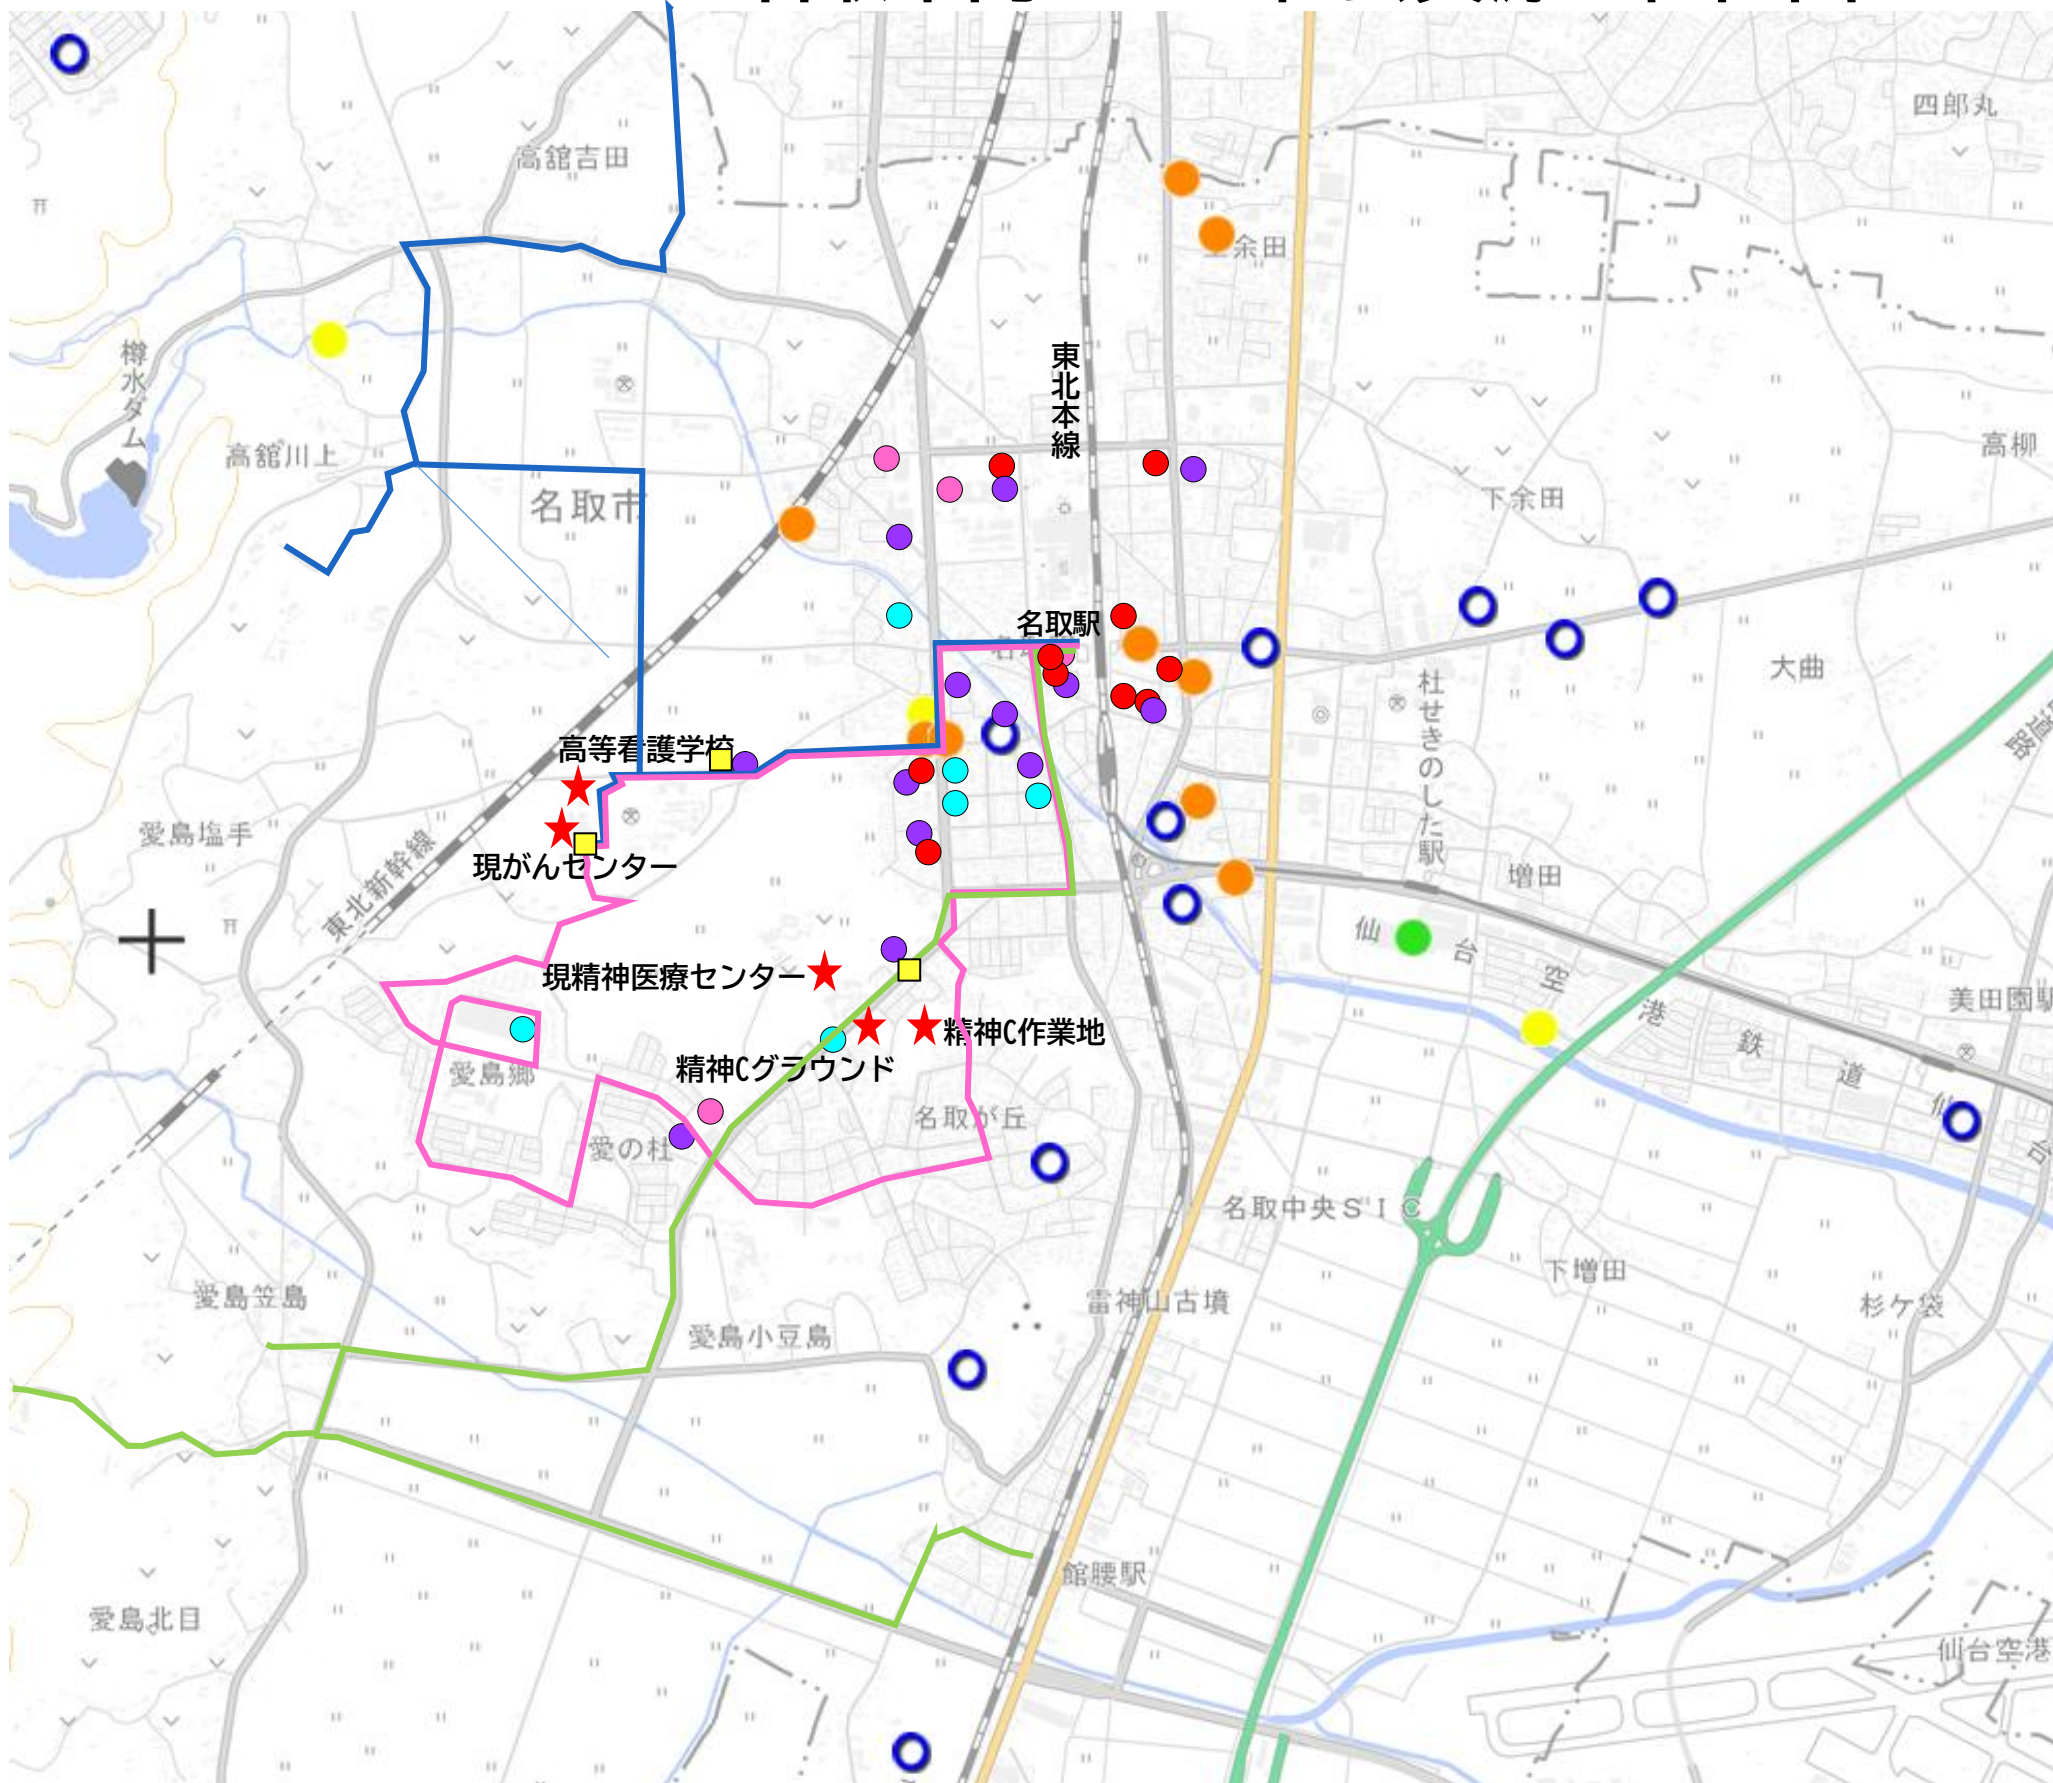 四郎丸
高舘吉田
余田
東北本線
樽水ダム
高舘川上
高柳
名取市
下余田
名取駅
大曲
杜せきのした駅
高等看護学校
愛島塩手
現がんセンター
増田
東北新幹線
仙台空港鉄道
現精神医療センター
美田園駅
精神C作業地
精神Cグラウンド
愛島郷
名取が丘
愛の杜
名取中央SIC
下増田
愛島笠島
雷神山古墳
杉ケ袋
愛島小豆島
館腰駅
愛島北目
仙台空港